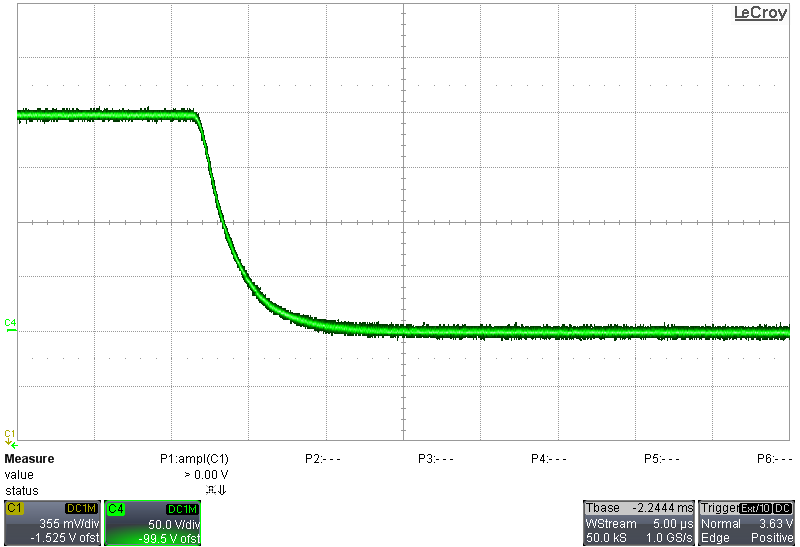 LeCroy
C4
C1
Measure P1:ampl(C1) P2:--- P3:--- P4:--- P5:--- P6:---
value > 0.00 V
status
C1 DC1M C4 DC1M Tbase -2.2444 ms Trigger Ext/10 DC
355 mV/div 50.0 V/div WStream 5.00 µs Normal 3.63 V
-1.525 V ofst -99.5 V ofst 50.0 kS 1.0 GS/s Edge Positive